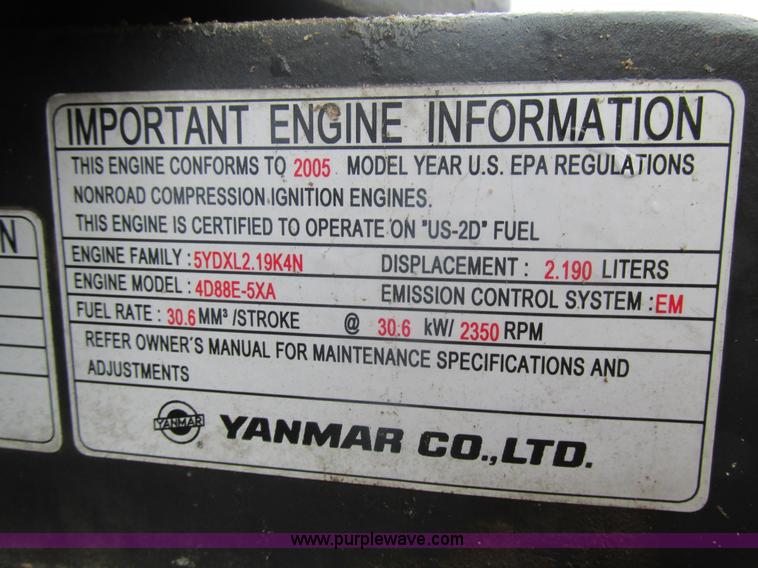 IMPORTANT ENGINE INFORMATION
THIS ENGINE CONFORMS TO 2005 MODEL YEAR U.S. EPA REGULATIONS
NONROAD COMPRESSION IGNITION ENGINES.
THIS ENGINE IS CERTIFIED TO OPERATE ON "US-2D" FUEL
ENGINE FAMILY : 5YDXL2.19K4N DISPLACEMENT : 2.190 LITERS
ENGINE MODEL : 4D88E-5XA EMISSION CONTROL SYSTEM : EM
FUEL RATE : 30.6 MM³ /STROKE @ 30.6 kW/ 2350 RPM
REFER OWNER'S MANUAL FOR MAINTENANCE SPECIFICATIONS AND
ADJUSTMENTS
YANMAR ® YANMAR CO.,LTD.
N
www.purplewave.com